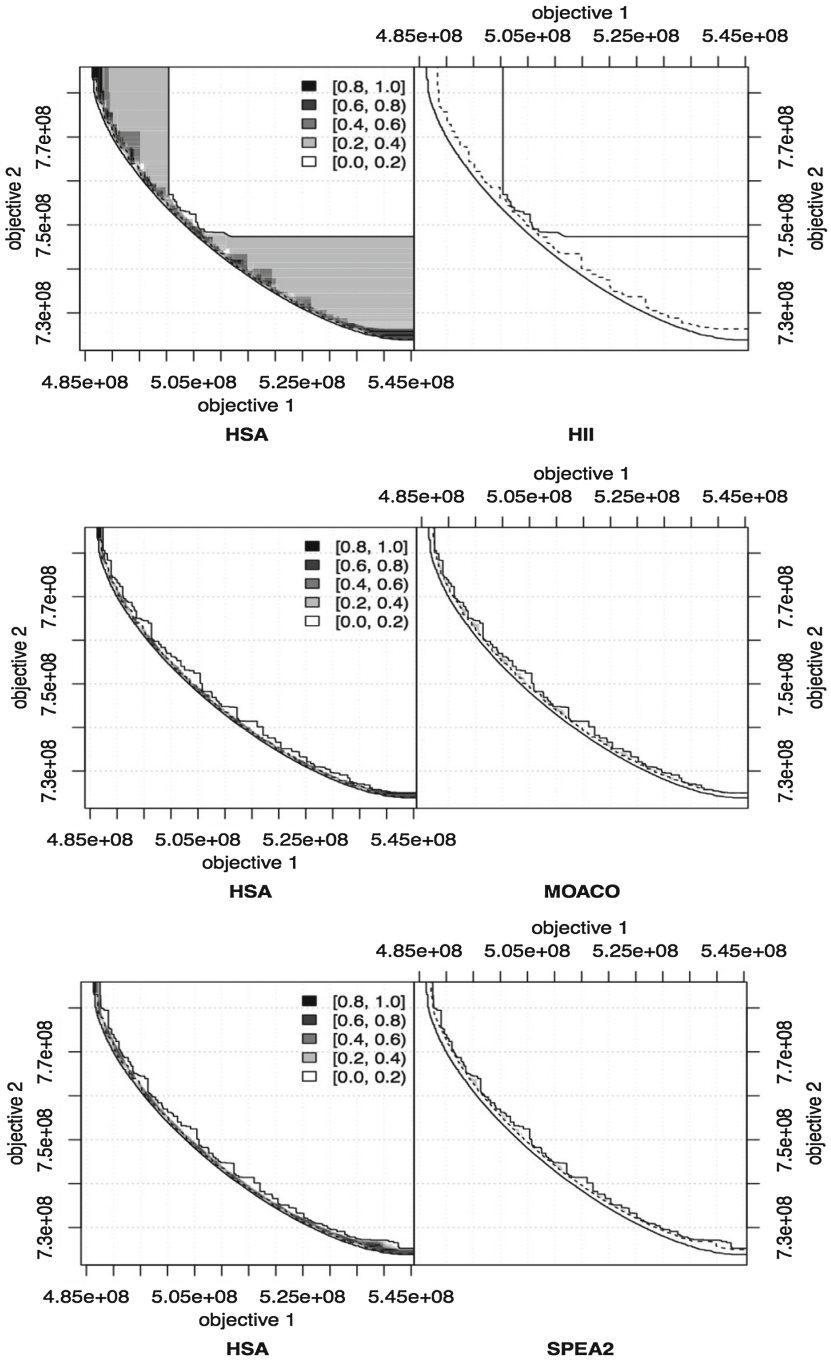 objective 1
4.85e+08 5.05e+08 5.25e+08 5.45e+08
[0.8, 1.0]
[0.6, 0.8)
[0.4, 0.6)
[0.2, 0.4)
[0.0, 0.2)
objective 2
7.3e+08 7.5e+08 7.7e+08
objective 2
7.3e+08 7.5e+08 7.7e+08
4.85e+08 5.05e+08 5.25e+08 5.45e+08
objective 1
HSA HII
objective 1
4.85e+08 5.05e+08 5.25e+08 5.45e+08
[0.8, 1.0]
[0.6, 0.8)
[0.4, 0.6)
[0.2, 0.4)
[0.0, 0.2)
objective 2
7.3e+08 7.5e+08 7.7e+08
objective 2
7.3e+08 7.5e+08 7.7e+08
4.85e+08 5.05e+08 5.25e+08 5.45e+08
objective 1
HSA MOACO
objective 1
4.85e+08 5.05e+08 5.25e+08 5.45e+08
[0.8, 1.0]
[0.6, 0.8)
[0.4, 0.6)
[0.2, 0.4)
[0.0, 0.2)
objective 2
7.3e+08 7.5e+08 7.7e+08
objective 2
7.3e+08 7.5e+08 7.7e+08
4.85e+08 5.05e+08 5.25e+08 5.45e+08
objective 1
HSA SPEA2